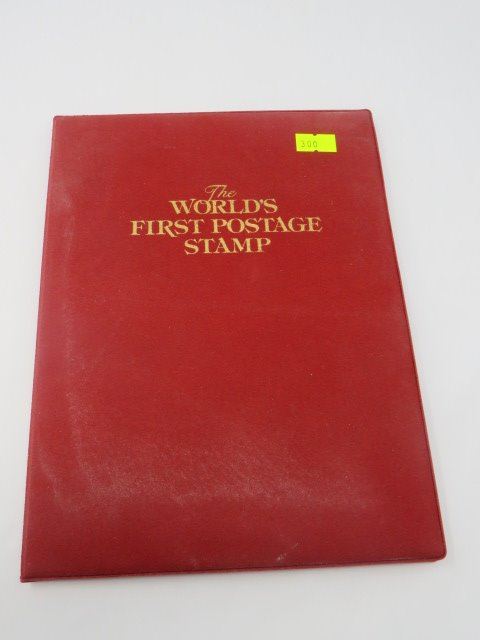 300
The
WORLD'S
FIRST POSTAGE
STAMP